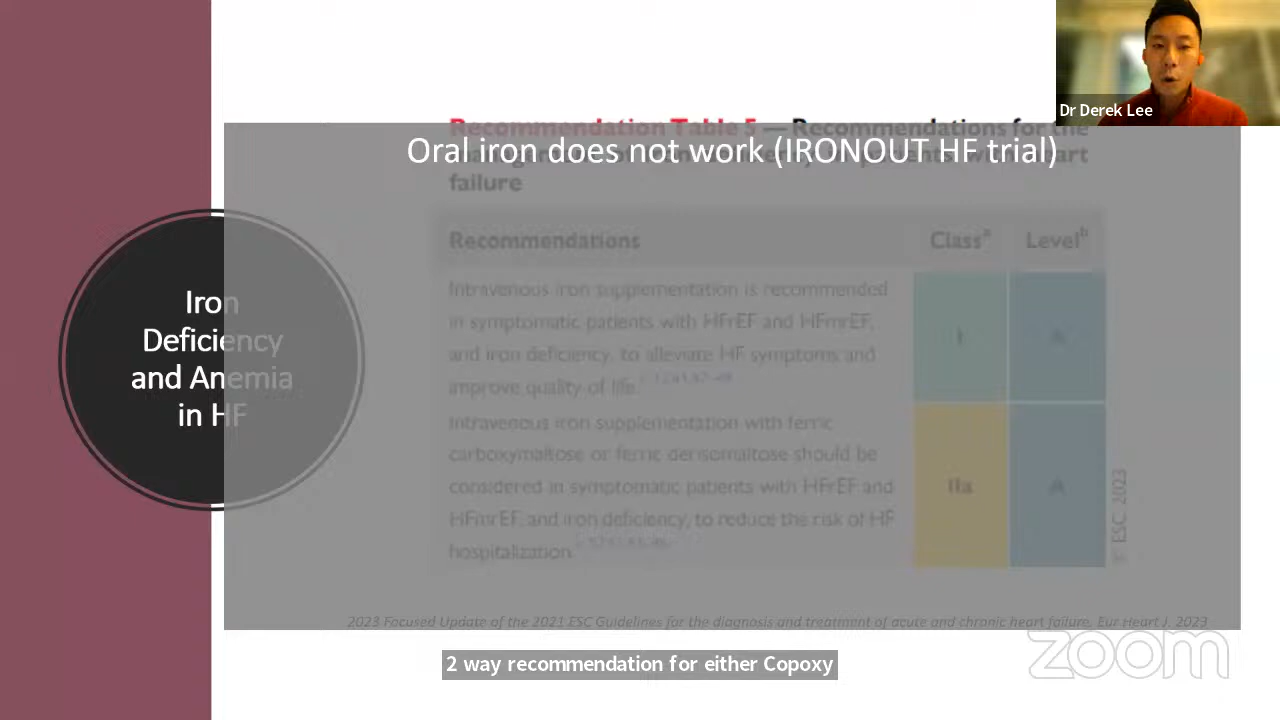 Dr Derek Lee
Recommendation Table 5 — Recommendations for the
failure
Oral iron does not work (IRONOUT HF trial)
Iron
Deficiency
and Anemia
in HF
Recommendations Classᵃ Levelᵇ
Intravenous iron supplementation is recommended
in symptomatic patients with HFrEF and HFmrEF,
and iron deficiency, to alleviate HF symptoms and
improve quality of life.
I A
Intravenous iron supplementation with ferric
carboxymaltose or ferric derisomaltose should be
considered in symptomatic patients with HFrEF and
HFmrEF, and iron deficiency, to reduce the risk of HF
hospitalization.
IIa A
© ESC 2023
2023 Focused Update of the 2021 ESC Guidelines for the diagnosis and treatment of acute and chronic heart failure. Eur Heart J. 2023
zoom
2 way recommendation for either Copoxy